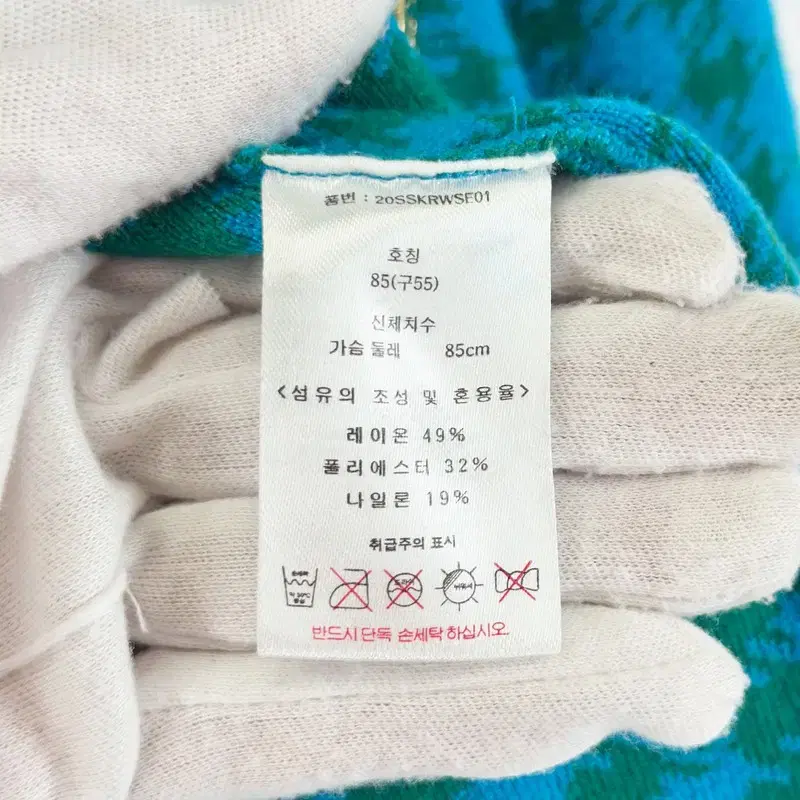 품번 : 20SSKRWSE01
호칭
85(구55)
신체치수
가슴 둘레 85cm
<섬유의 조성 및 혼용율>
레이온 49%
폴리에스터 32%
나일론 19%
취급주의 표시
반드시 단독 손세탁 하십시오.